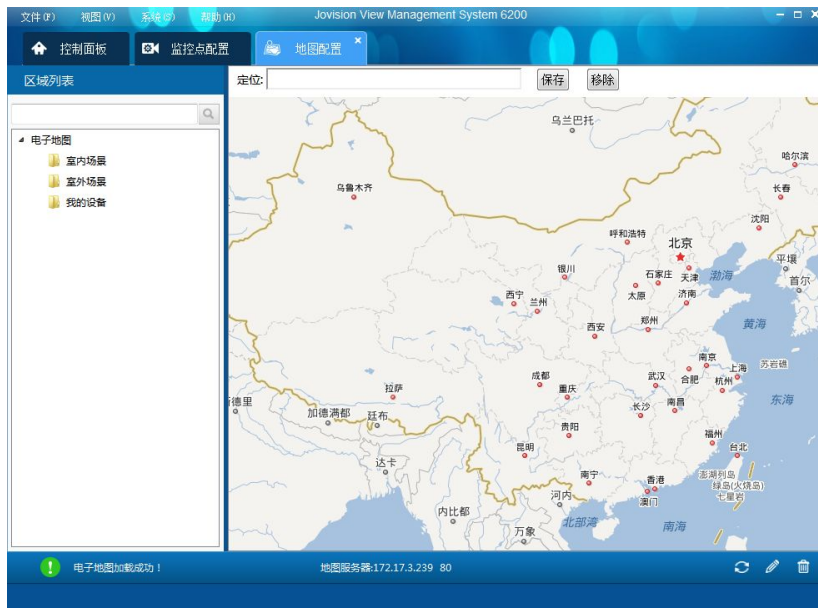 文件(F) 视图(V) 系统(S) 帮助(H) Jovision View Management System 6200
控制面板 监控点配置 地图配置
区域列表
定位: 保存 移除
电子地图
室内场景
室外场景
我的设备
乌兰巴托
哈尔滨
乌鲁木齐
长春
沈阳
呼和浩特
北京
平壤
银川
石家庄 天津 渤海
首尔
西宁 兰州
太原 济南
西安 郑州 黄海
南京
上海 苏岩礁
成都 武汉 合肥 杭州
拉萨 重庆
德里 长沙 南昌 东海
加德满都 廷布
贵阳 福州
昆明 台北
达卡
南宁 香港 澎湖列岛
绿岛(火烧岛)
河内 澳门 七星岩
内比都
万象 北部湾 南海
电子地图加载成功！ 地图服务器:172.17.3.239 80